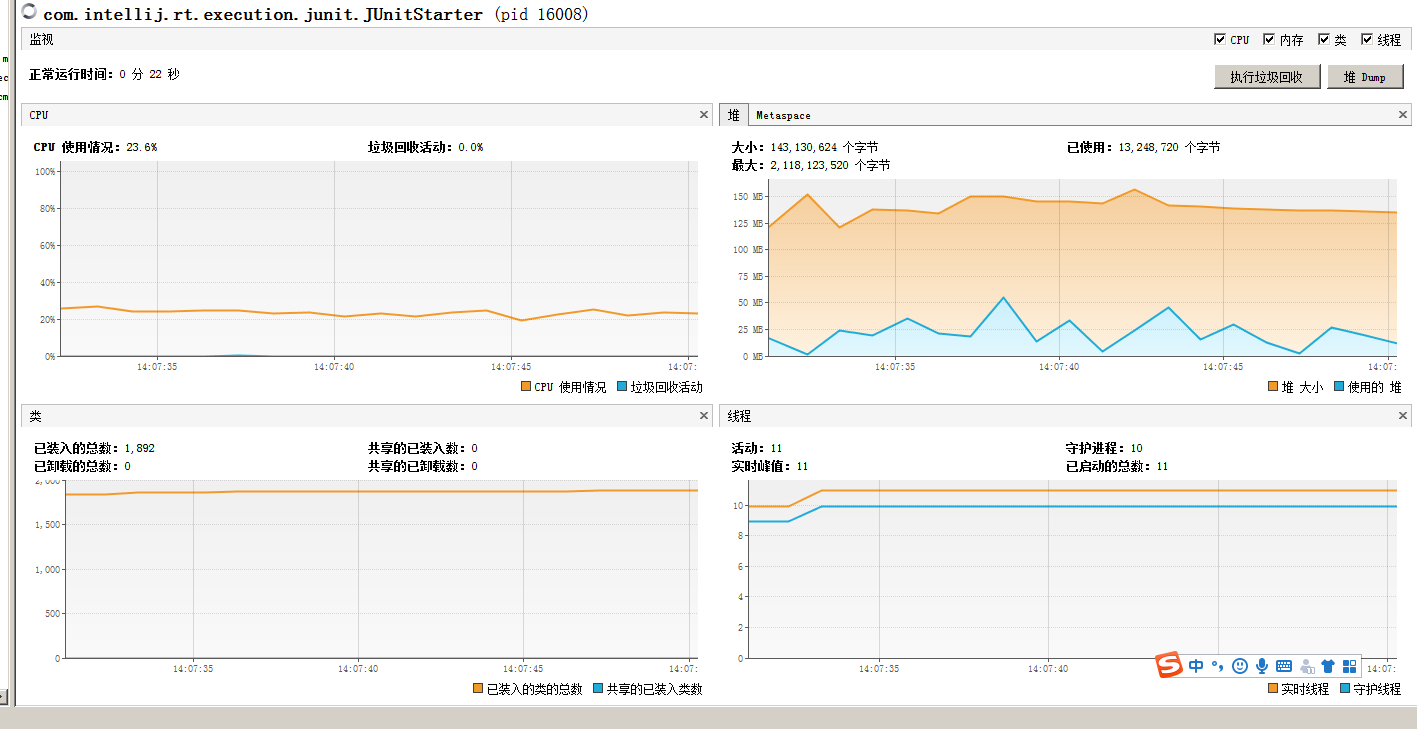 com.intellij.rt.execution.junit.JUnitStarter (pid 16008)
监视
CPU 内存 类 线程
m
正常运行时间：0 分 22 秒
执行垃圾回收 堆 Dump
CPU
CPU 使用情况：23.6% 垃圾回收活动：0.0%
100%
80%
60%
40%
20%
0%
14:07:35 14:07:40 14:07:45 14:07:
CPU 使用情况 垃圾回收活动
堆 Metaspace
大小：143,130,624 个字节 已使用：13,248,720 个字节
最大：2,118,123,520 个字节
150 MB
125 MB
100 MB
75 MB
50 MB
25 MB
0 MB
14:07:35 14:07:40 14:07:45 14:07:
堆 大小 使用的 堆
类
已装入的总数：1,892 共享的已装入数：0
已卸载的总数：0 共享的已卸载数：0
2,000
1,500
1,000
500
0
14:07:35 14:07:40 14:07:45 14:07:
已装入的类的总数 共享的已装入类数
线程
活动：11 守护进程：10
实时峰值：11 已启动的总数：11
10
8
6
4
2
0
14:07:35 14:07:40 14:07:
S 中
实时线程 守护线程